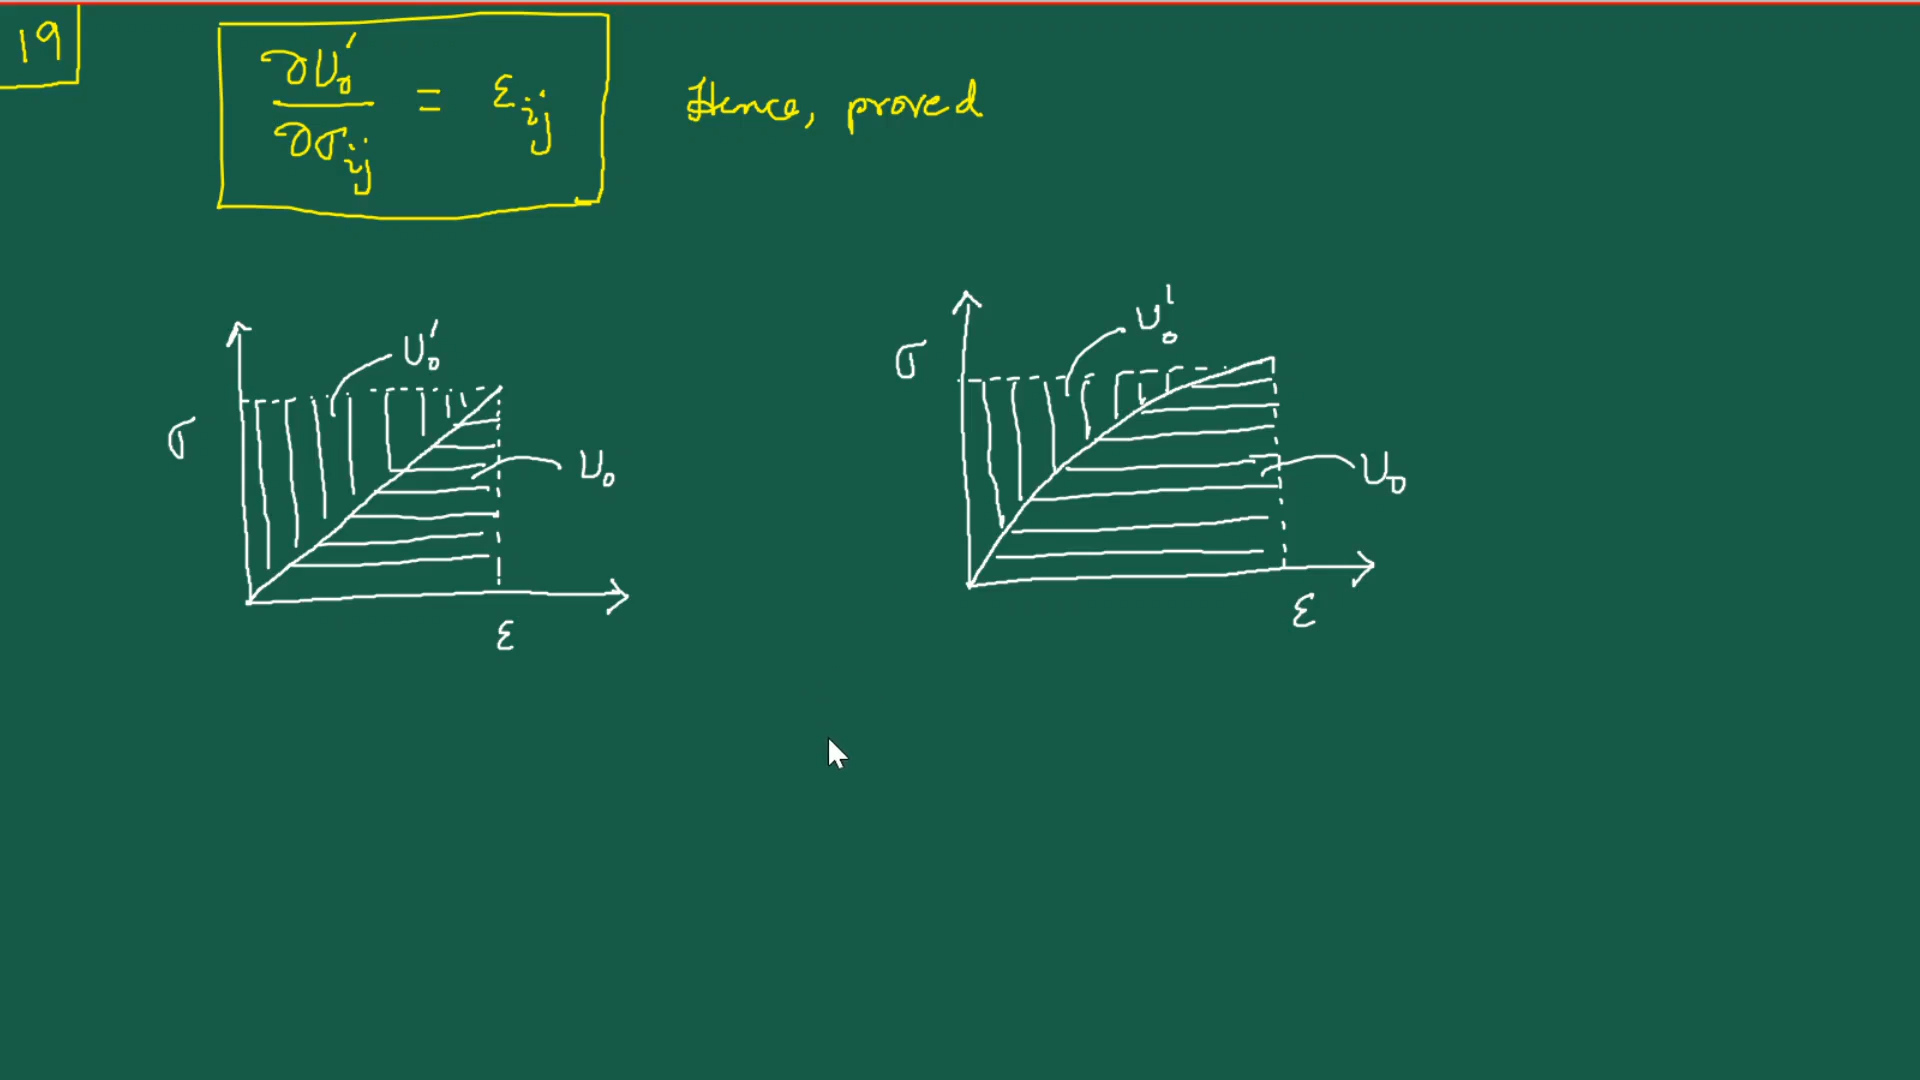 19
∂U₀′/∂σᵢⱼ = εᵢⱼ Hence, proved
U₀′
σ
U₀
ε
U₀′
σ
U₀
ε